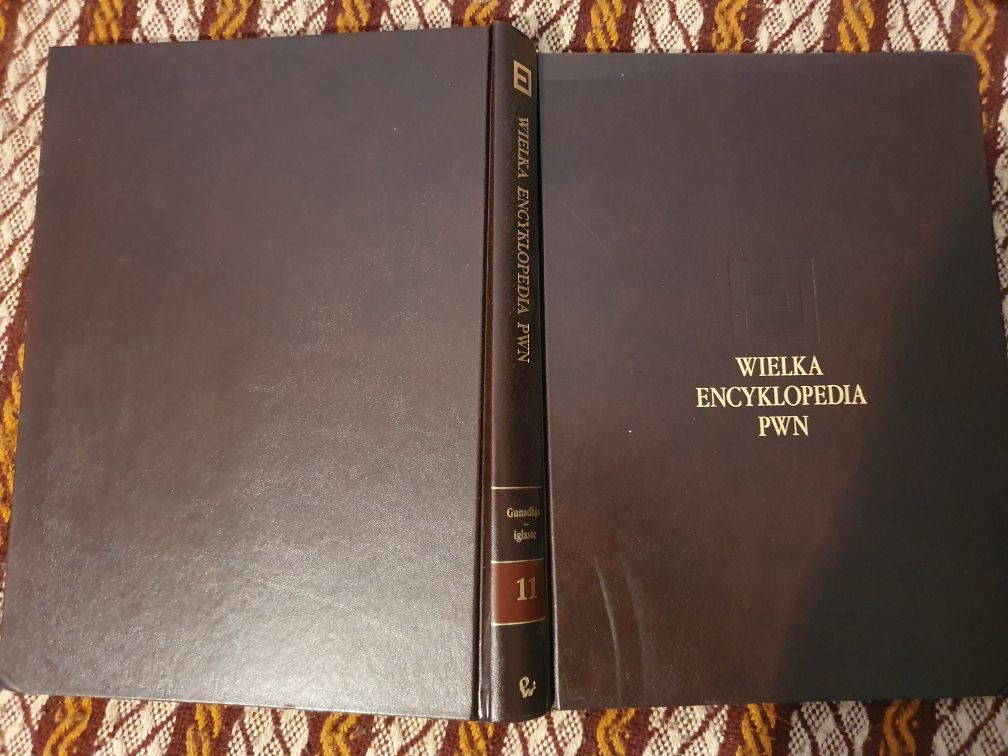 WIELKA ENCYKLOPEDIA PWN
Gunadhja
–
iglaste
11
WIELKA
ENCYKLOPEDIA
PWN